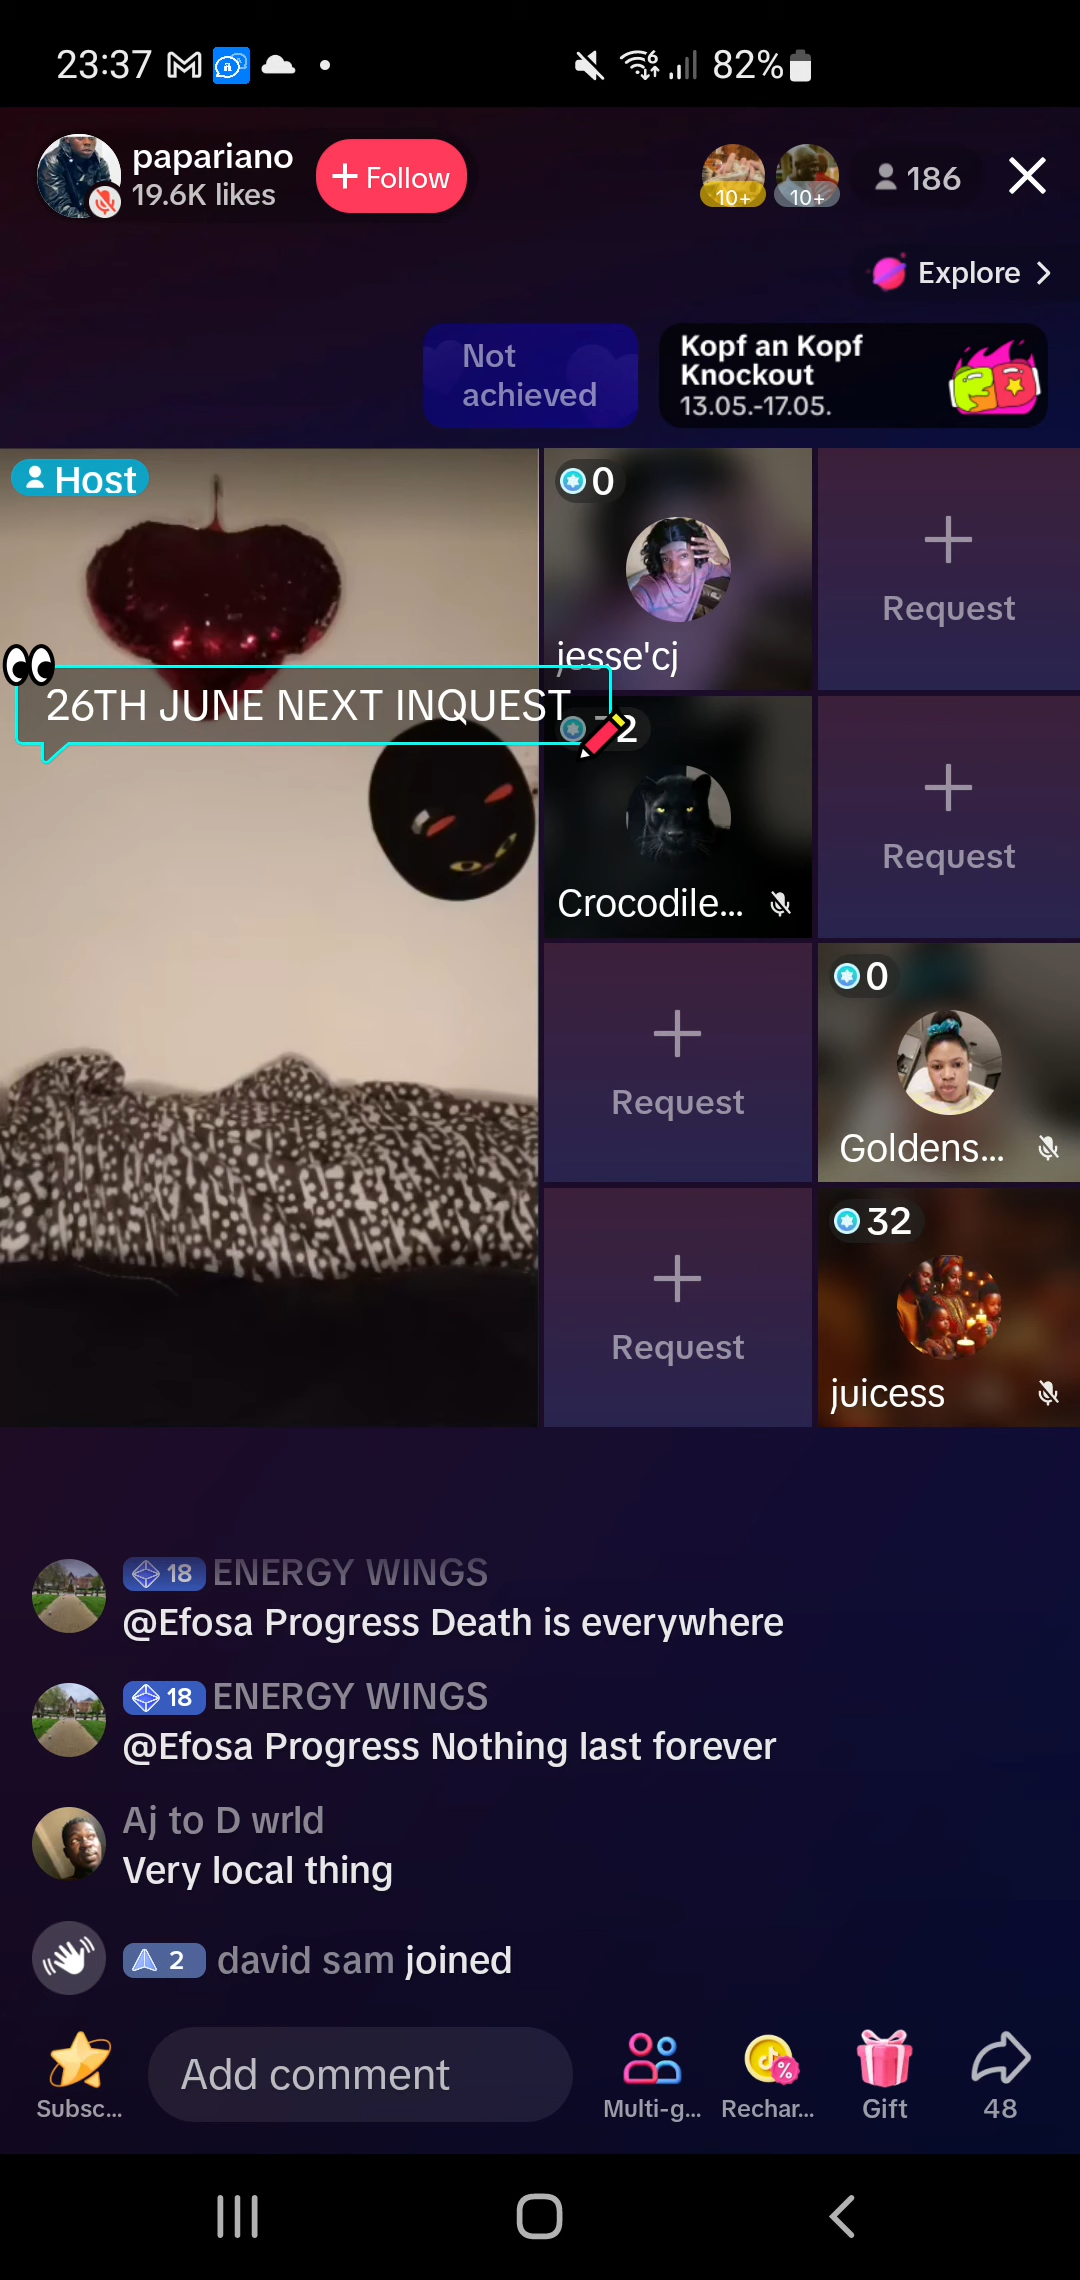 23:37
82%
papariano
19.6K likes
+ Follow
10+
10+
186
Explore
Not
achieved
Kopf an Kopf
Knockout
13.05.-17.05.
Host
0
jesse'cj
Request
26TH JUNE NEXT INQUEST
2
Crocodile...
Request
Request
0
Goldens...
Request
32
juicess
18 ENERGY WINGS
@Efosa Progress Death is everywhere
18 ENERGY WINGS
@Efosa Progress Nothing last forever
Aj to D wrld
Very local thing
2 david sam joined
Subsc...
Add comment
Multi-g...
Rechar...
Gift
48